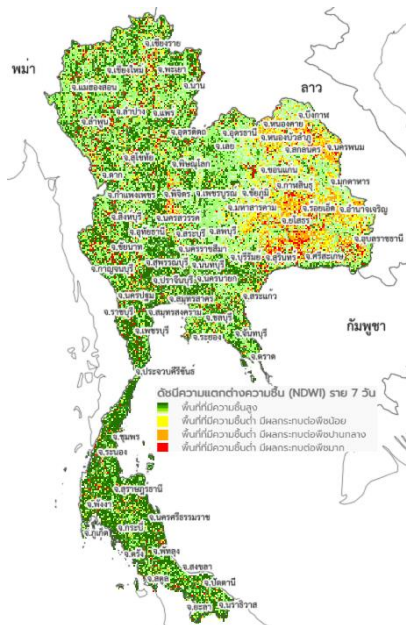 พม่า
ลาว
กัมพูชา
จ.เชียงราย
จ.เชียงใหม่
จ.พะเยา
จ.แม่ฮ่องสอน
จ.น่าน
จ.ลำปาง
จ.แพร่
จ.ลำพูน
จ.อุตรดิตถ์
จ.สุโขทัย
จ.พิษณุโลก
จ.ตาก
จ.กำแพงเพชร
จ.พิจิตร
จ.เพชรบูรณ์
จ.เลย
จ.อุดรธานี
จ.หนองคาย
จ.บึงกาฬ
จ.หนองบัวลำภู
จ.สกลนคร
จ.นครพนม
จ.ขอนแก่น
จ.กาฬสินธุ์
จ.มุกดาหาร
จ.ชัยภูมิ
จ.มหาสารคาม
จ.ร้อยเอ็ด
จ.อำนาจเจริญ
จ.ยโสธร
จ.อุบลราชธานี
จ.บุรีรัมย์
จ.สุรินทร์
จ.ศรีสะเกษ
จ.สิงห์บุรี
จ.นครสวรรค์
จ.อุทัยธานี
จ.สระบุรี
จ.ลพบุรี
จ.ชัยนาท
จ.นครราชสีมา
จ.สุพรรณบุรี
จ.นนทบุรี
จ.กาญจนบุรี
จ.ปราจีนบุรี
จ.นครนายก
จ.นครปฐม
จ.สมุทรสาคร
จ.สระแก้ว
จ.ราชบุรี
จ.สมุทรสงคราม
จ.ชลบุรี
จ.เพชรบุรี
จ.ระยอง
จ.จันทบุรี
จ.ตราด
จ.ประจวบคีรีขันธ์
ดัชนีความแตกต่างความชื้น (NDWI) ราย 7 วัน
พื้นที่ที่มีความชื้นสูง
พื้นที่ที่มีความชื้นต่ำ มีผลกระทบต่อพืชน้อย
พื้นที่ที่มีความชื้นต่ำ มีผลกระทบต่อพืชปานกลาง
พื้นที่ที่มีความชื้นต่ำ มีผลกระทบต่อพืชมาก
จ.ชุมพร
จ.ระนอง
จ.สุราษฎร์ธานี
จ.พังงา
จ.นครศรีธรรมราช
จ.กระบี่
จ.ภูเก็ต
จ.ตรัง
จ.พัทลุง
จ.สงขลา
จ.สตูล
จ.ปัตตานี
จ.ยะลา
จ.นราธิวาส